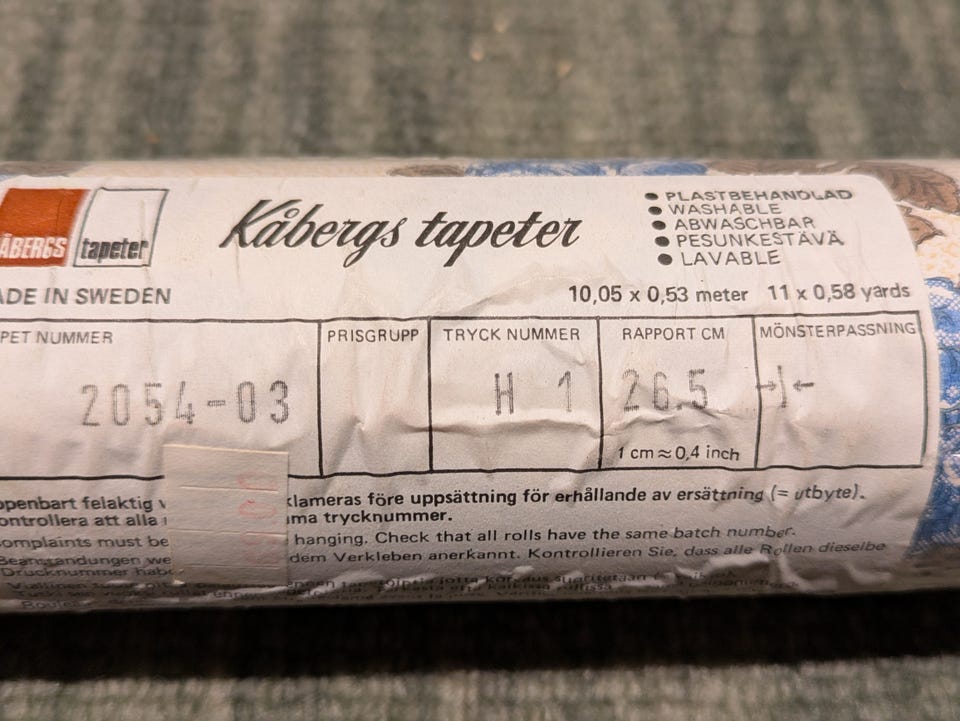 ÅBERGS tapeter
Kåbergs tapeter
• PLASTBEHANDLAD
• WASHABLE
• ABWASCHBAR
• PESUNKESTÄVÄ
• LAVABLE
ADE IN SWEDEN
10,05 x 0,53 meter 11 x 0,58 yards
PET NUMMER PRISGRUPP TRYCK NUMMER RAPPORT CM MÖNSTERPASSNING
2054-03 H 1 26.5 →|←
1 cm ≈ 0,4 inch
ppenbart felaktig klameras före uppsättning för erhållande av ersättning (= utbyte).
ontrollera att alla ma trycknummer.
omplaints must be hanging. Check that all rolls have the same batch number.
Beanstandungen we dem Verkleben anerkannt. Kontrollieren Sie, dass alle Rollen dieselbe
Drucknummer hab